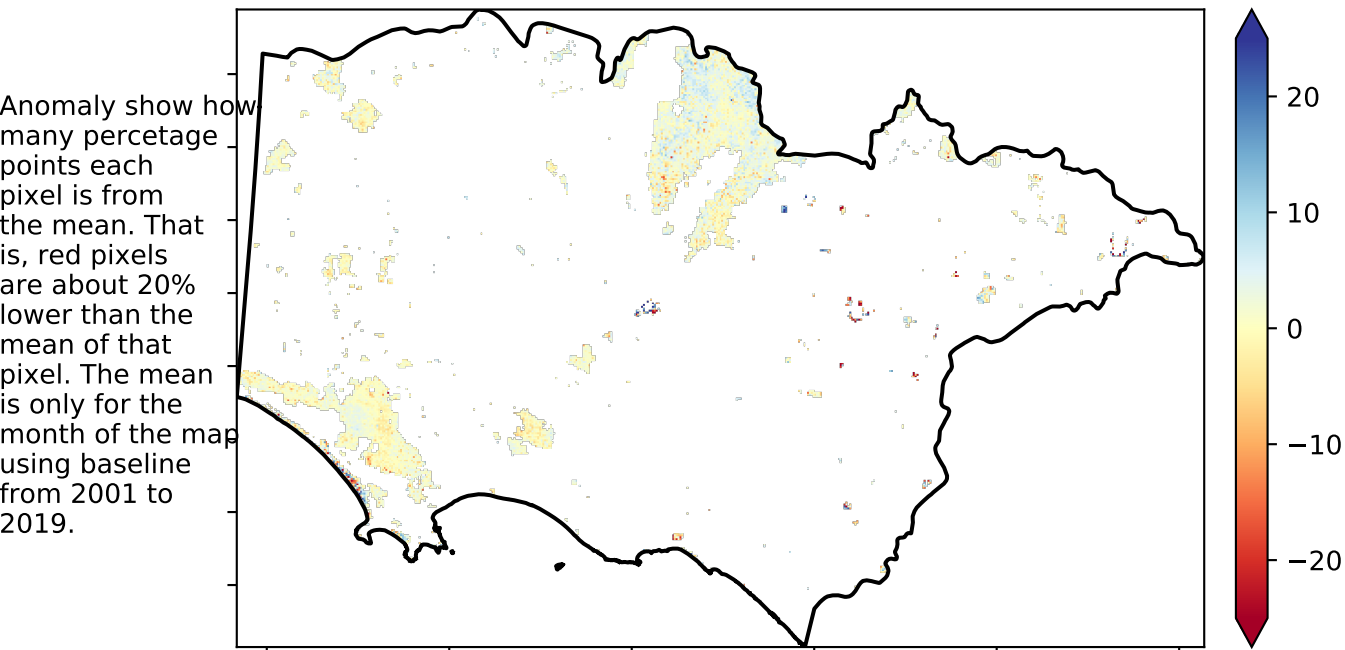 Anomaly show how
many percetage
points each
pixel is from
the mean. That
is, red pixels
are about 20%
lower than the
mean of that
pixel. The mean
is only for the
month of the map
using baseline
from 2001 to
2019.
20
10
0
−10
−20